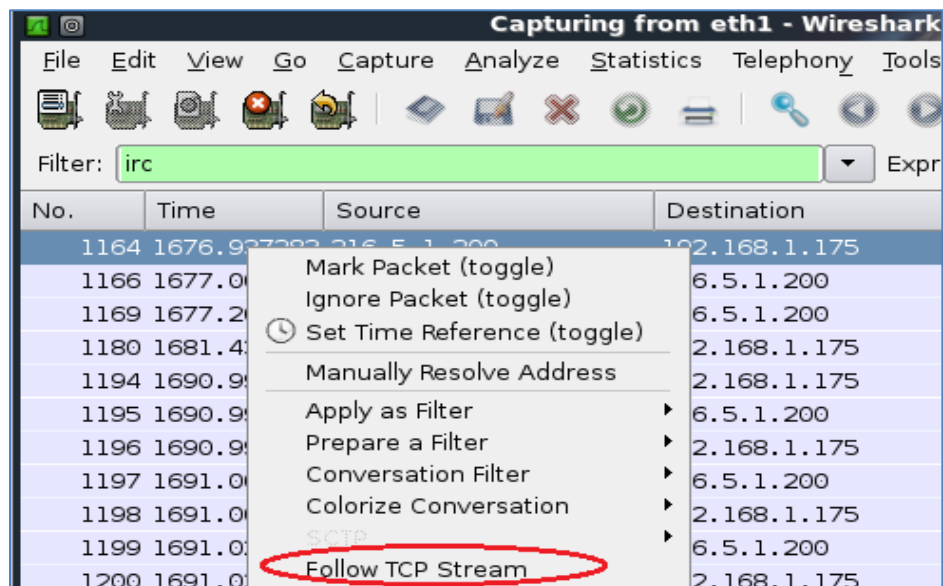 Capturing from eth1 - Wireshark
File Edit View Go Capture Analyze Statistics Telephony Tools
Filter: irc Expr
No. Time Source Destination
1164 1676.937283 216.5.1.200 192.168.1.175
Mark Packet (toggle)
1166 1677.00 6.5.1.200
Ignore Packet (toggle)
1169 1677.20 6.5.1.200
Set Time Reference (toggle)
1180 1681.4 2.168.1.175
Manually Resolve Address
1194 1690.9 2.168.1.175
Apply as Filter
1195 1690.9 6.5.1.200
Prepare a Filter
1196 1690.9 2.168.1.175
Conversation Filter
1197 1691.0 6.5.1.200
Colorize Conversation
1198 1691.0 2.168.1.175
SCTP
1199 1691.0 6.5.1.200
Follow TCP Stream
1200 1691.0 2.168.1.175